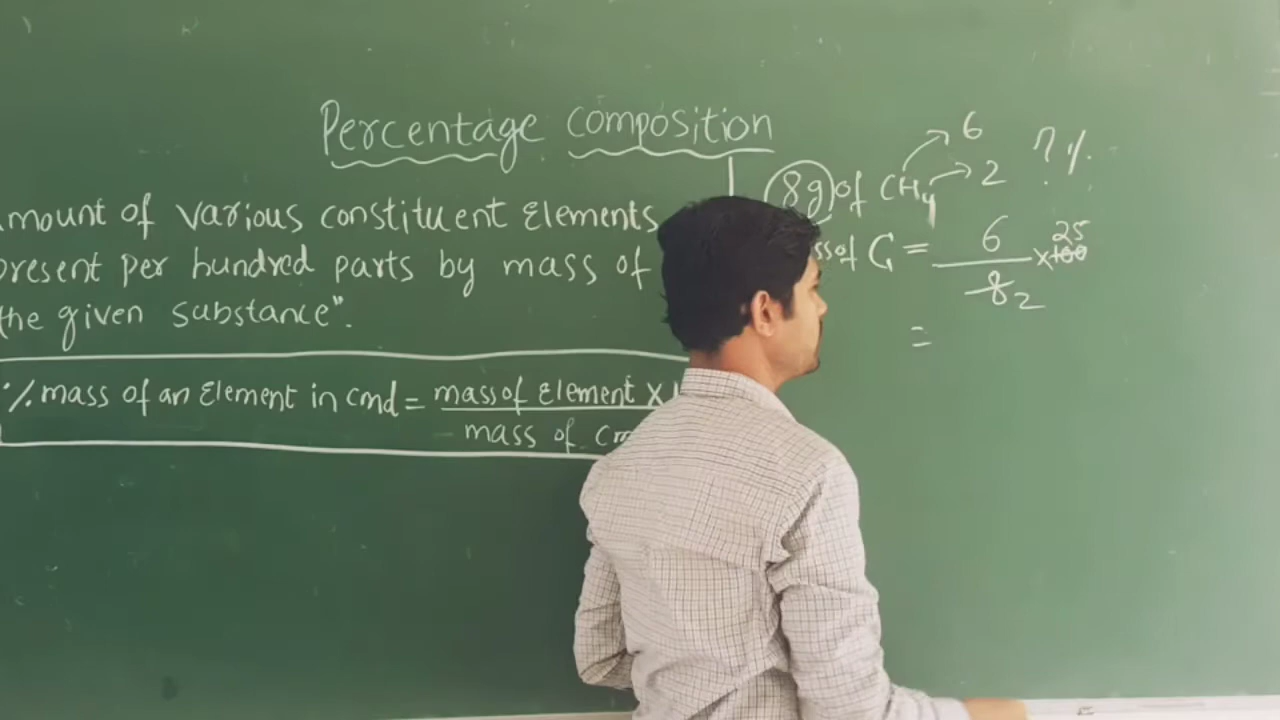 Percentage composition
mount of various constituent Elements
present per hundred parts by mass of
the given substance".
% mass of an Element in cmd = mass of Element X
mass of
8g of CH4
6
2
? %
of C = 6 × 100
25
8 2
=